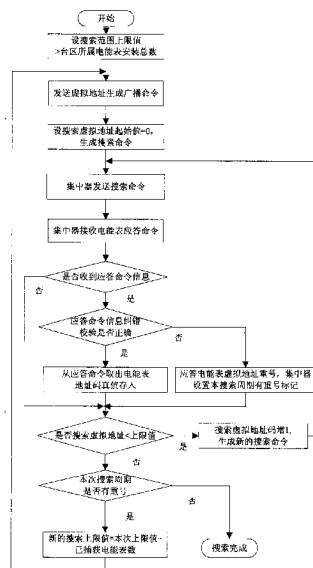 开始
设搜索范围上限值
>台区所属电能表安装总数
发送虚拟地址生成广播命令
设搜索虚拟地址起始值=0,
生成搜索命令
集中器发送搜索命令
集中器接收电能表应答命令
是否收到应答命令信息
否
是
应答命令信息纠错
校验是否正确
否
是
从应答命令取出电能表
地址码真值存入
应答电能表虚拟地址重号，集中器
设置本搜索周期有重号标记
是否搜索虚拟地址<上限值
是
搜索虚拟地址码增1,
生成新的搜索命令
否
本次搜索周期
是否有重号
否
是
新的搜索上限值=本次上限值-
已捕获电能表数
搜索完成